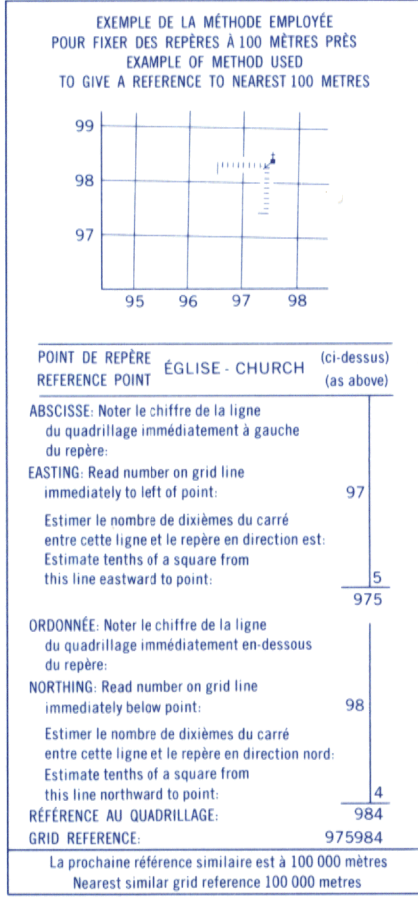 EXEMPLE DE LA MÉTHODE EMPLOYÉE
POUR FIXER DES REPÈRES À 100 MÈTRES PRÈS
EXAMPLE OF METHOD USED
TO GIVE A REFERENCE TO NEAREST 100 METRES
99
98
97
95 96 97 98
POINT DE REPÈRE ÉGLISE - CHURCH (ci-dessus)
REFERENCE POINT (as above)
ABSCISSE: Noter le chiffre de la ligne
du quadrillage immédiatement à gauche
du repère:
EASTING: Read number on grid line
immediately to left of point: 97
Estimer le nombre de dixièmes du carré
entre cette ligne et le repère en direction est:
Estimate tenths of a square from
this line eastward to point: 5
975
ORDONNÉE: Noter le chiffre de la ligne
du quadrillage immédiatement en-dessous
du repère:
NORTHING: Read number on grid line
immediately below point: 98
Estimer le nombre de dixièmes du carré
entre cette ligne et le repère en direction nord:
Estimate tenths of a square from
this line northward to point: 4
RÉFÉRENCE AU QUADRILLAGE: 984
GRID REFERENCE: 975984
La prochaine référence similaire est à 100 000 mètres
Nearest similar grid reference 100 000 metres